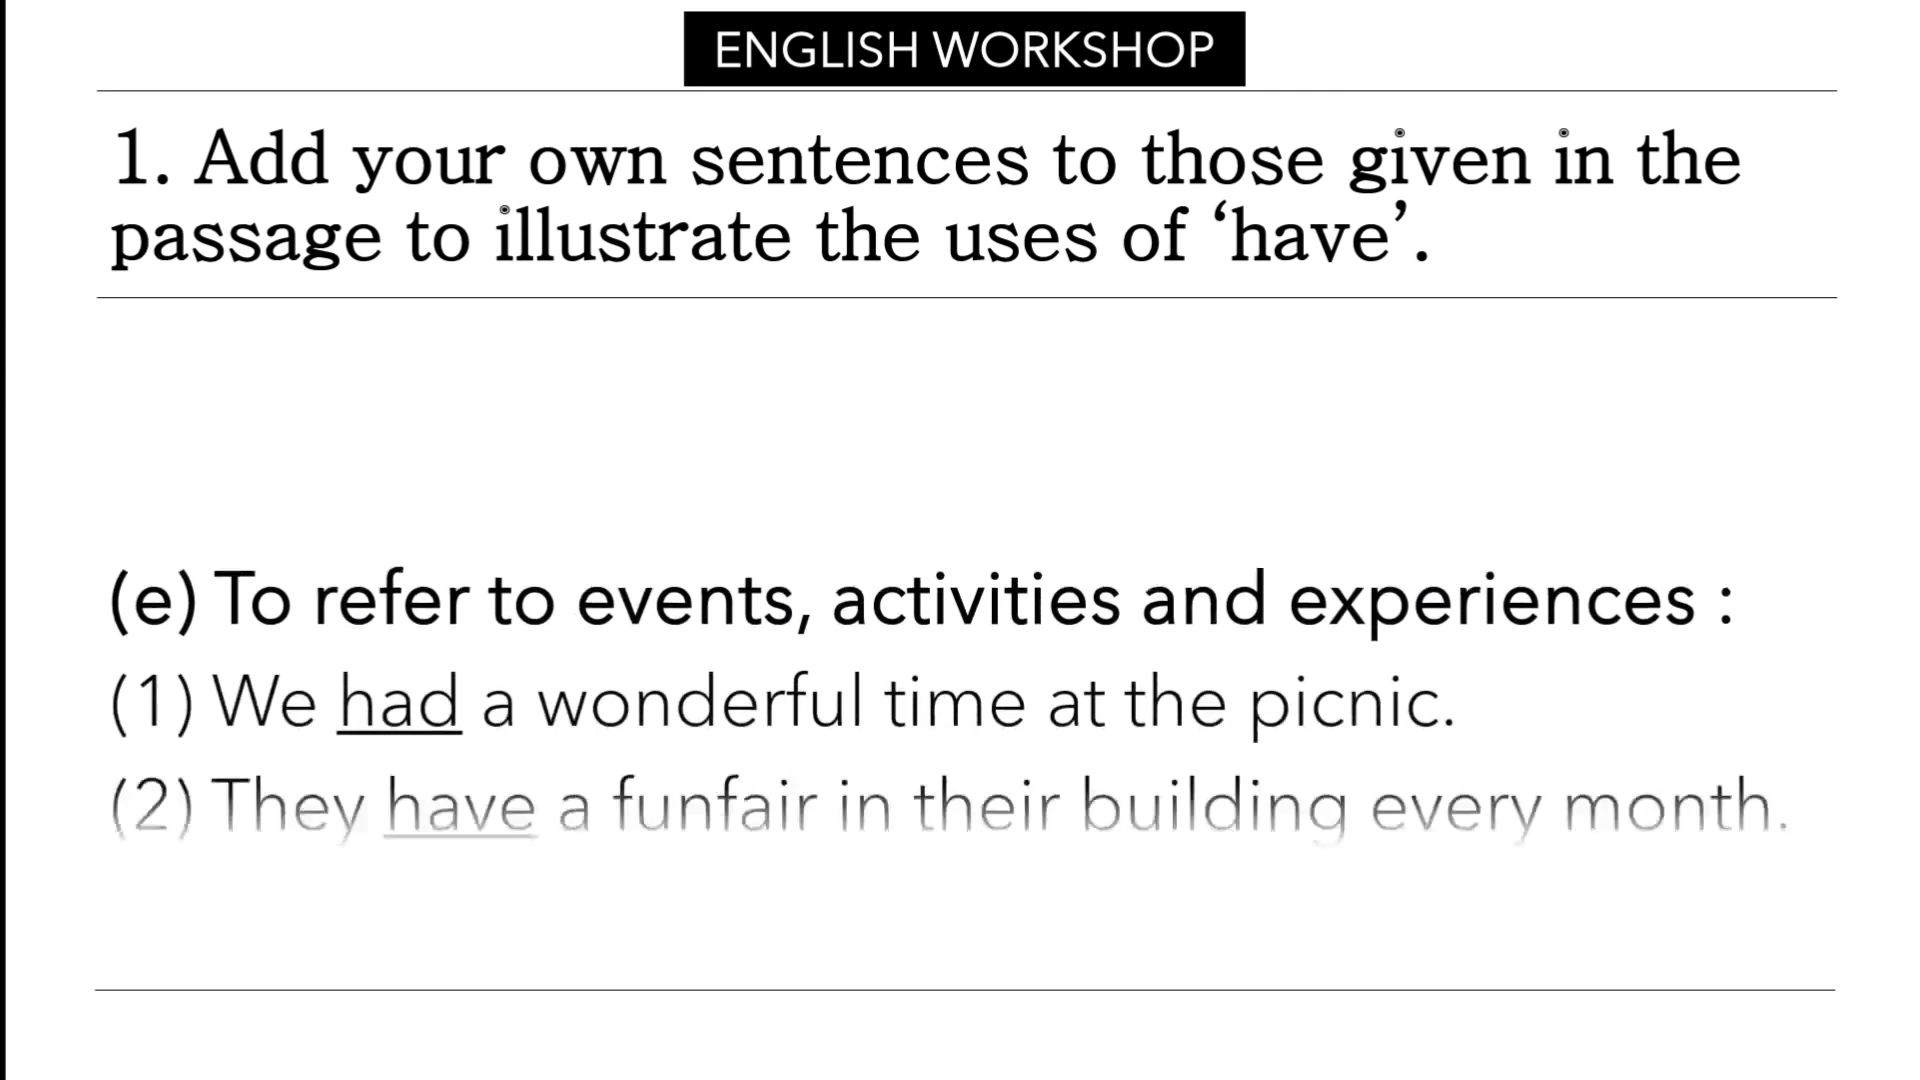 ENGLISH WORKSHOP
1. Add your own sentences to those given in the
passage to illustrate the uses of ‘have’.
(e) To refer to events, activities and experiences :
(1) We had a wonderful time at the picnic.
(2) They have a funfair in their building every month.